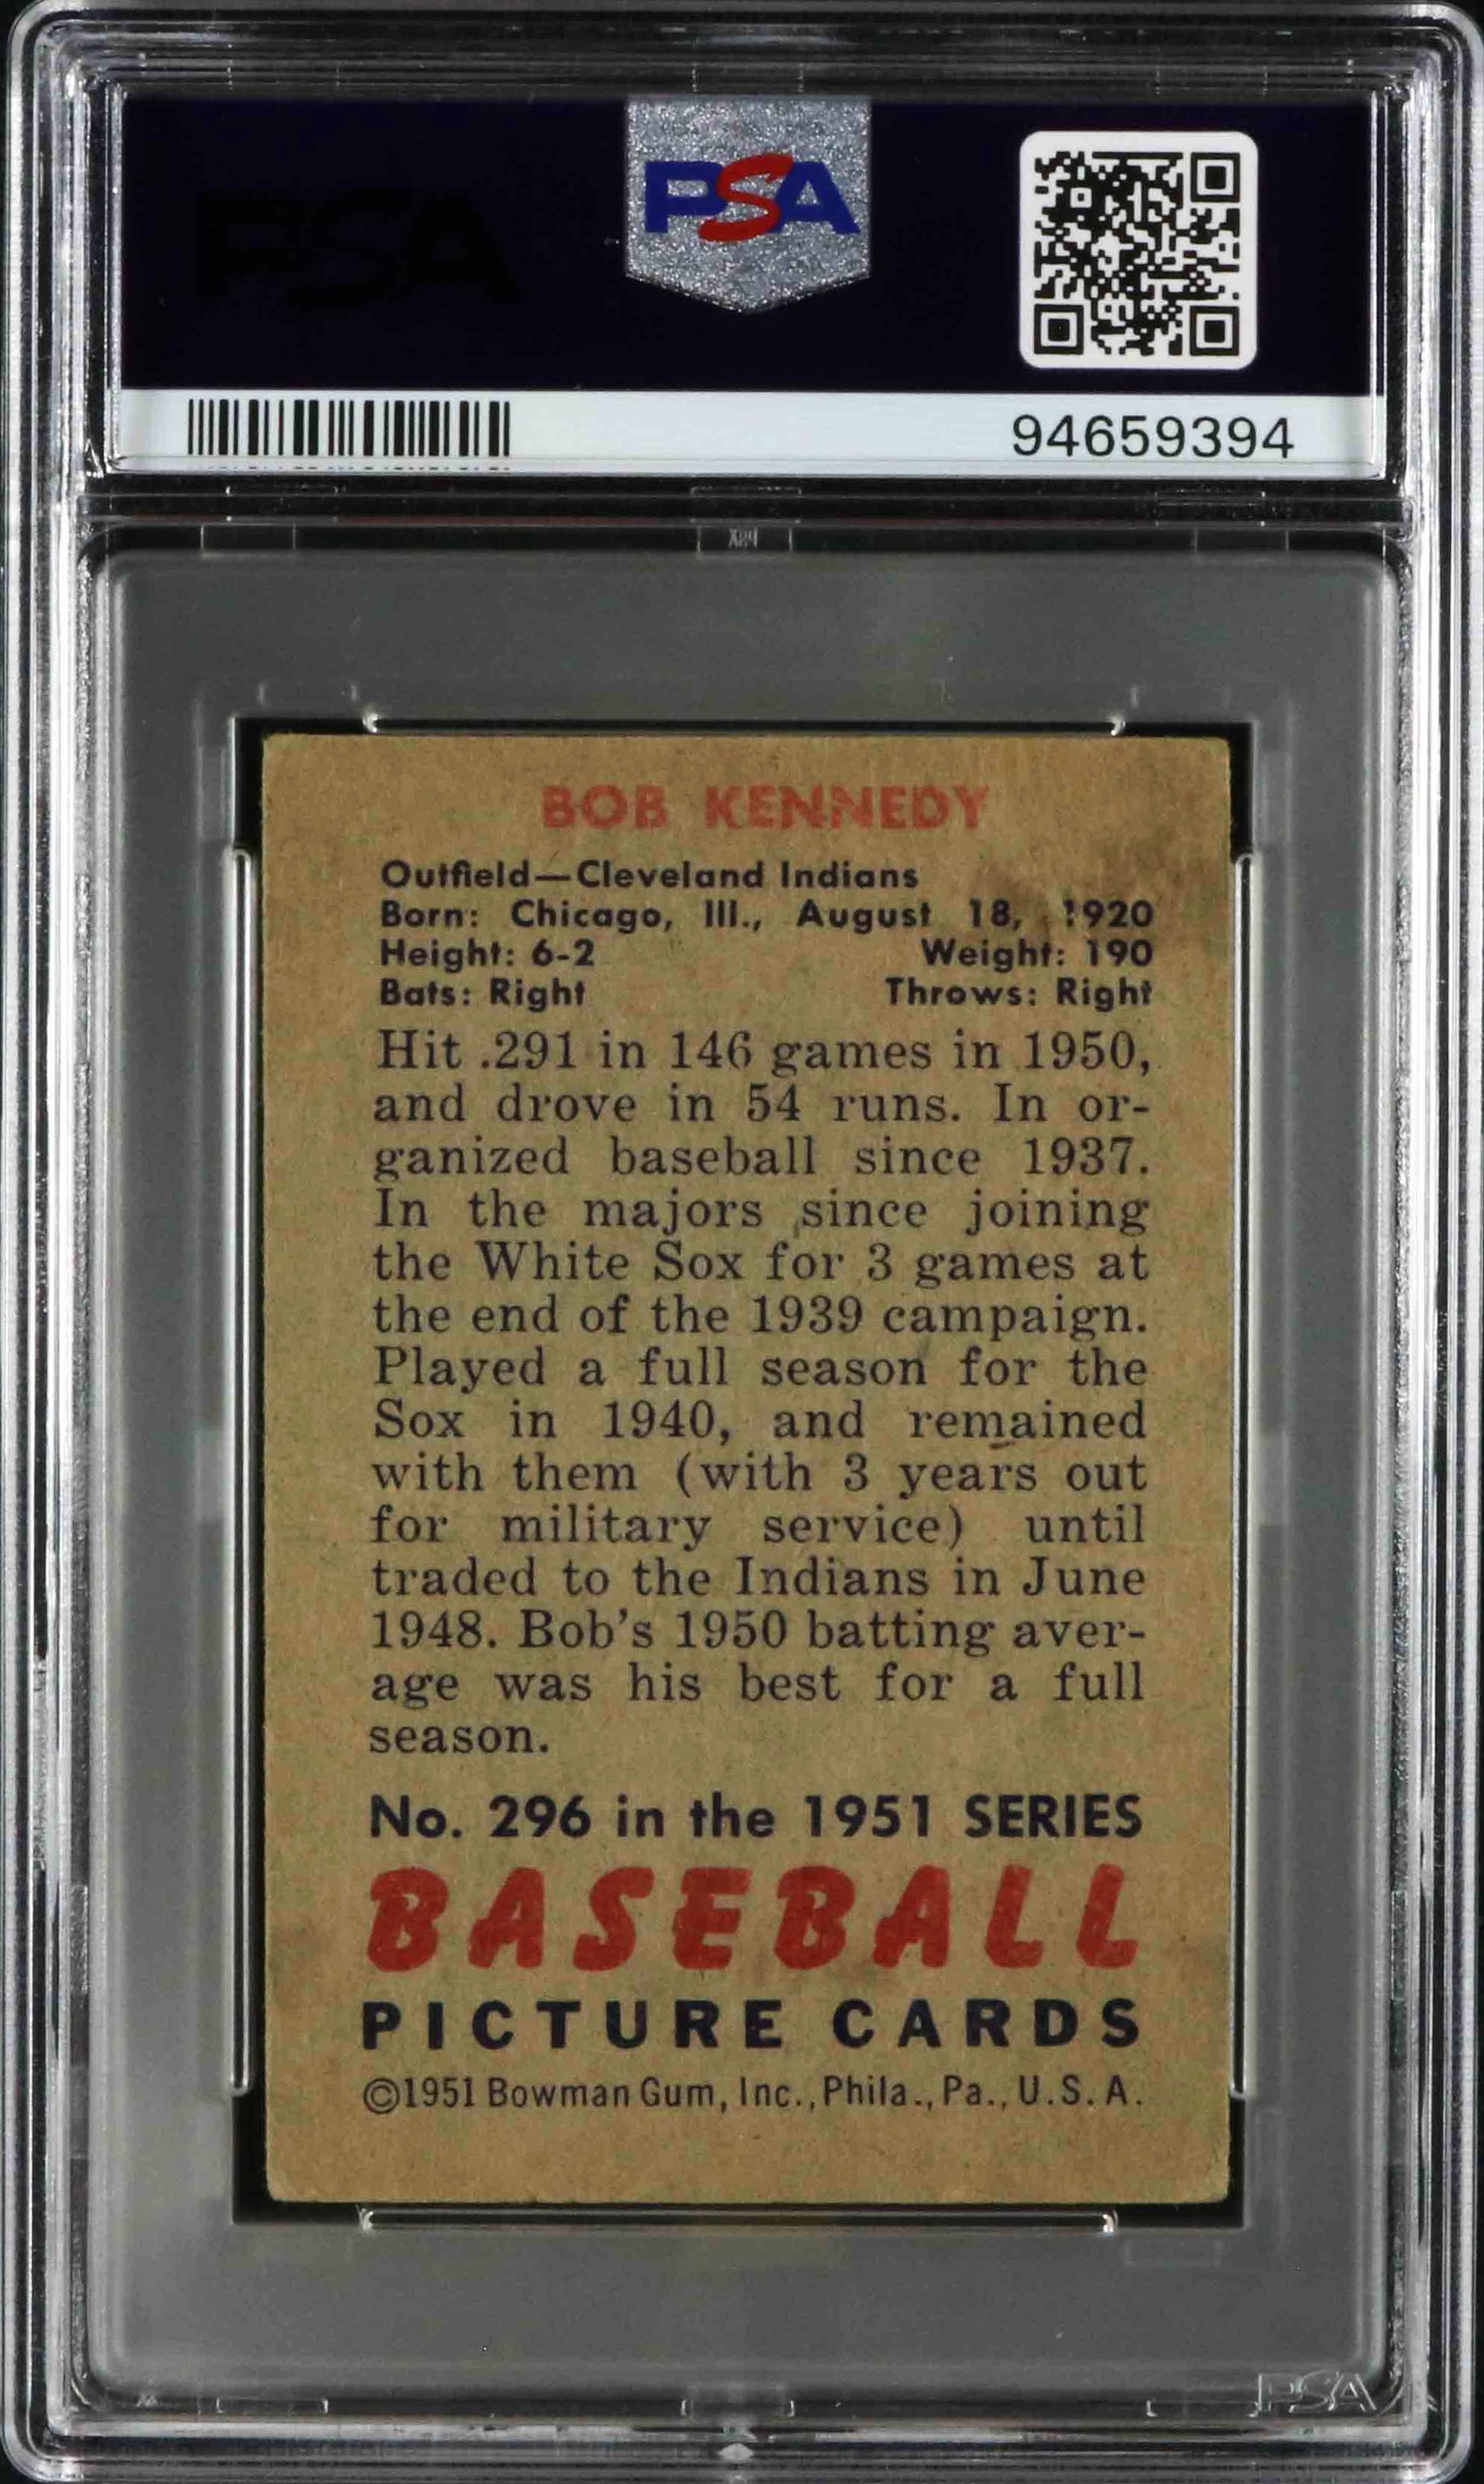 PSA
PSA
94659394
BOB KENNEDY
Outfield—Cleveland Indians
Born: Chicago, Ill., August 18, 1920
Height: 6-2 Weight: 190
Bats: Right Throws: Right
Hit .291 in 146 games in 1950,
and drove in 54 runs. In or-
ganized baseball since 1937.
In the majors since joining
the White Sox for 3 games at
the end of the 1939 campaign.
Played a full season for the
Sox in 1940, and remained
with them (with 3 years out
for military service) until
traded to the Indians in June
1948. Bob's 1950 batting aver-
age was his best for a full
season.
No. 296 in the 1951 SERIES
BASEBALL
PICTURE CARDS
©1951 Bowman Gum, Inc., Phila., Pa., U.S.A.
PSA